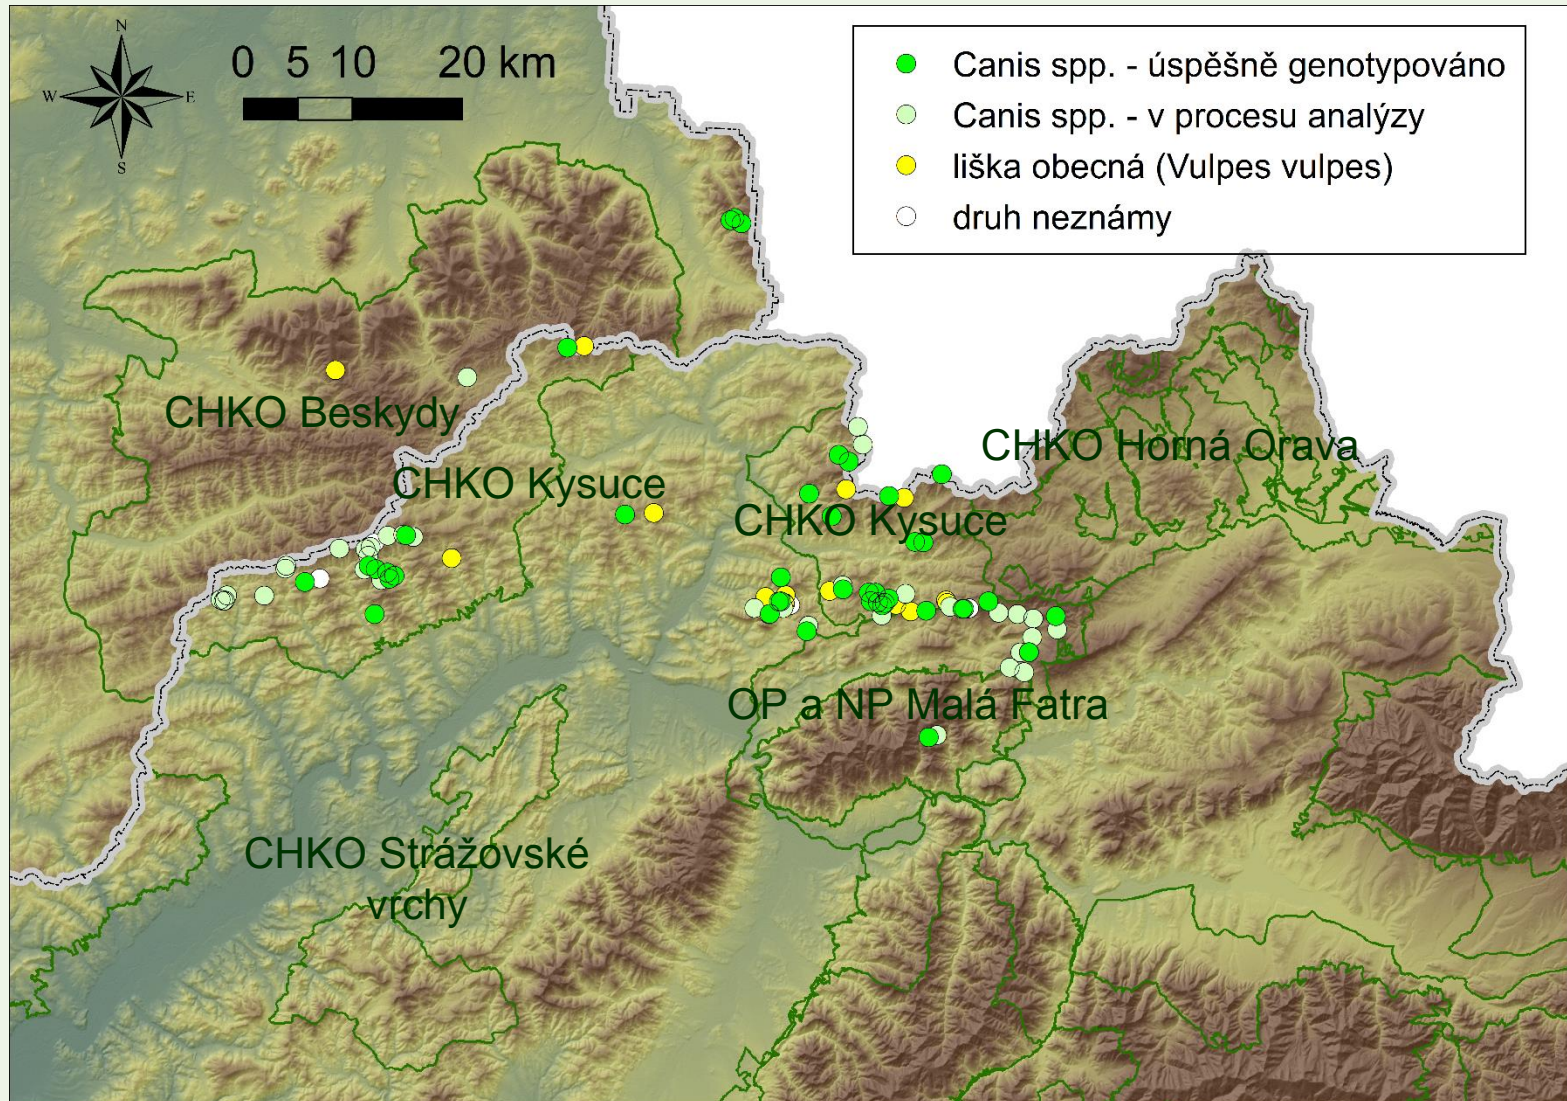 N
W
E
S
0 5 10 20 km
Canis spp. - úspěšně genotypováno
Canis spp. - v procesu analýzy
liška obecná (Vulpes vulpes)
druh neznámy
CHKO Beskydy
CHKO Horná Orava
CHKO Kysuce
CHKO Kysuce
OP a NP Malá Fatra
CHKO Strážovské
vrchy